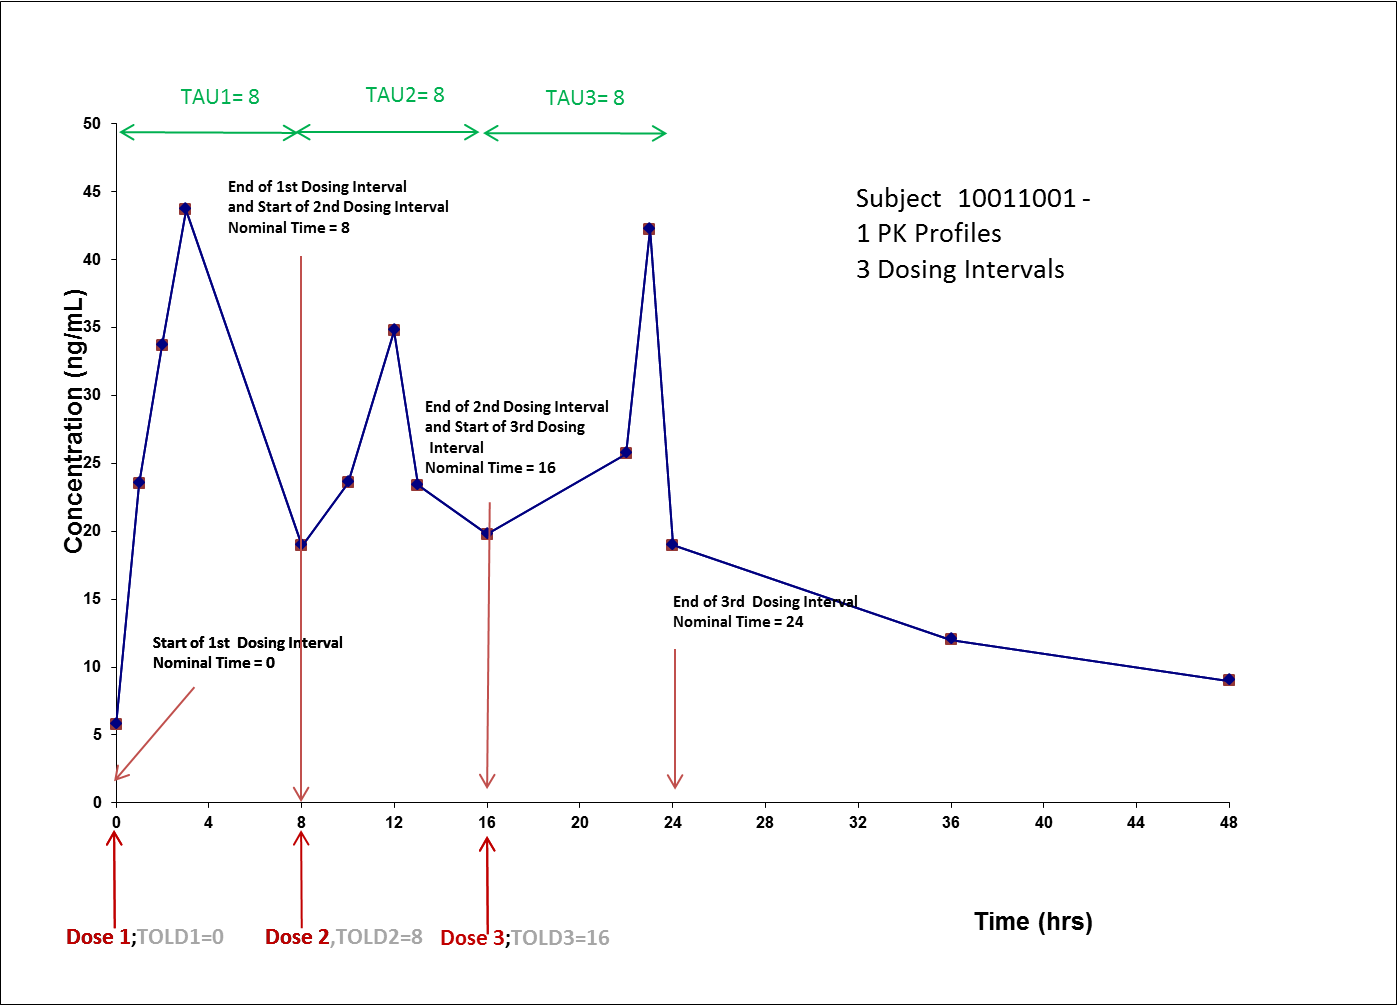 TAU1= 8
TAU2= 8
TAU3= 8
50
45
40
35
30
25
20
15
10
5
0
Concentration (ng/mL)
End of 1st Dosing Interval
and Start of 2nd Dosing Interval
Nominal Time = 8
Subject 10011001 -
1 PK Profiles
3 Dosing Intervals
End of 2nd Dosing Interval
and Start of 3rd Dosing
Interval
Nominal Time = 16
End of 3rd Dosing Interval
Nominal Time = 24
Start of 1st Dosing Interval
Nominal Time = 0
0 4 8 12 16 20 24 28 32 36 40 44 48
Time (hrs)
Dose 1;TOLD1=0
Dose 2,TOLD2=8
Dose 3;TOLD3=16